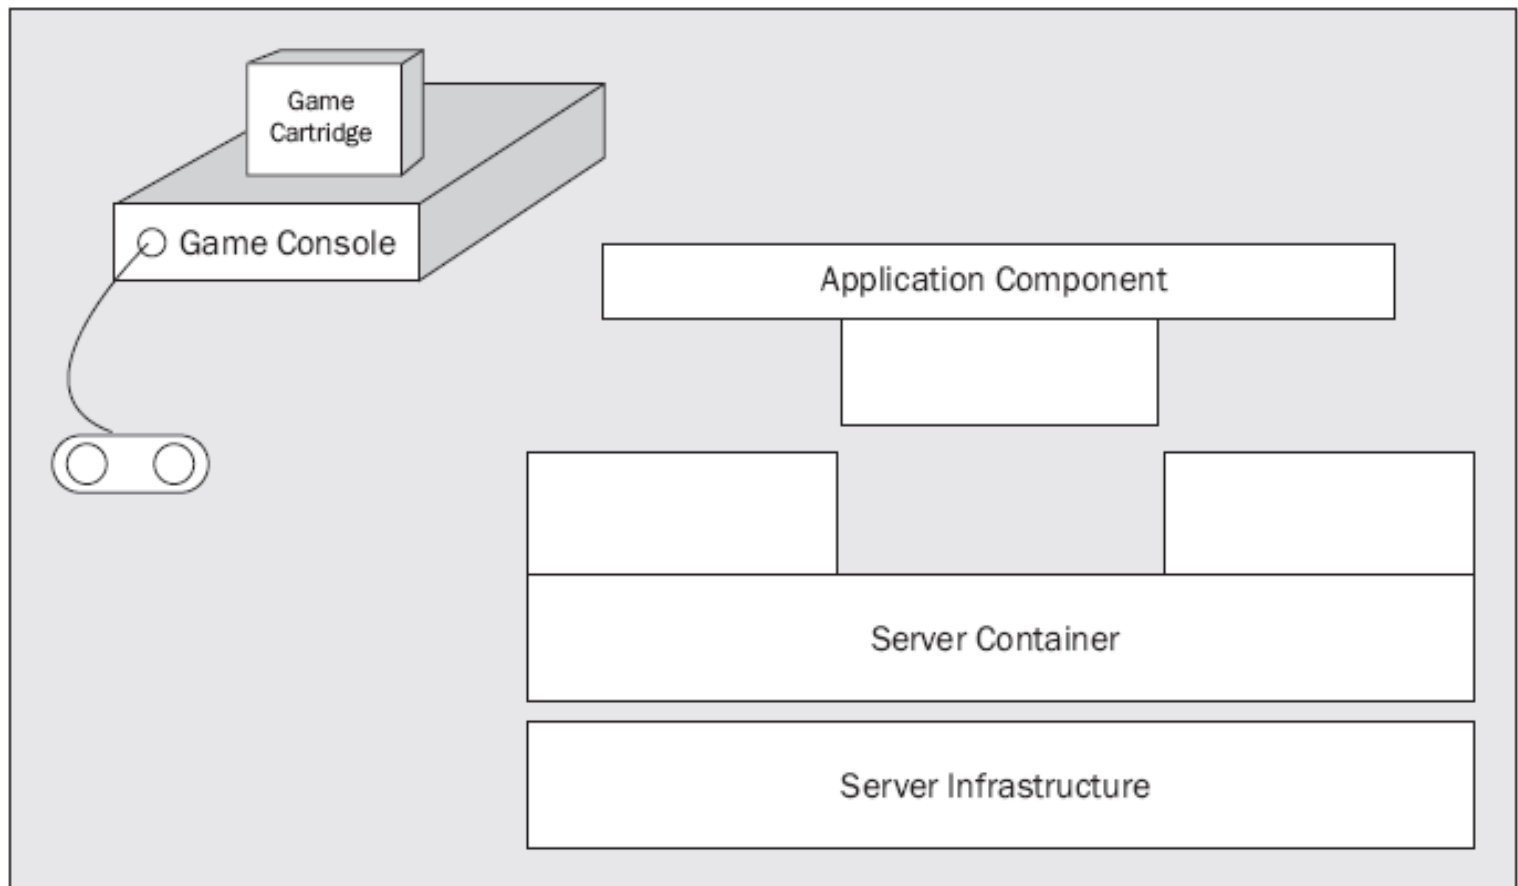 Game
Cartridge
Game Console
Application Component
Server Container
Server Infrastructure